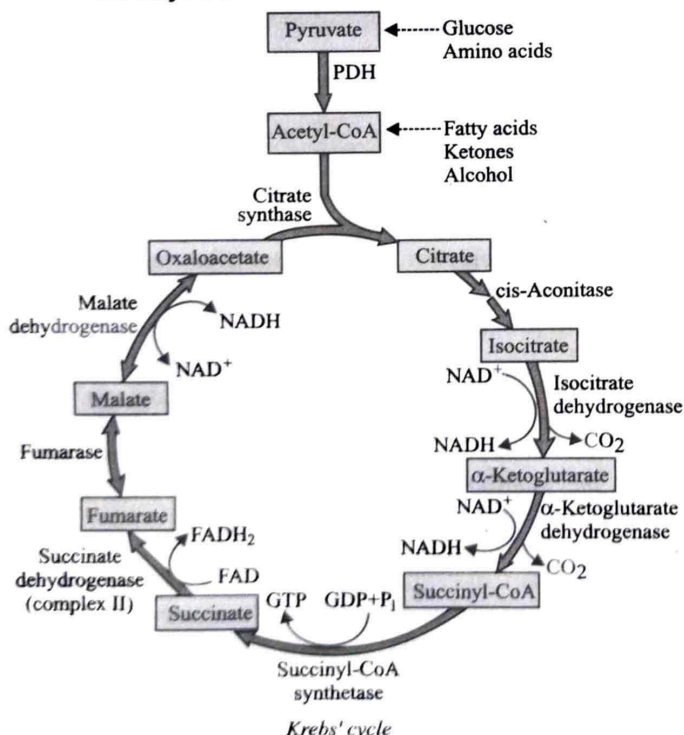 Pyruvate
Glucose
Amino acids
PDH
Acetyl-CoA
Fatty acids
Ketones
Alcohol
Citrate
synthase
Oxaloacetate
Citrate
cis-Aconitase
Malate
dehydrogenase
NADH
NAD+
Isocitrate
NAD+
Isocitrate
dehydrogenase
Malate
NADH
CO2
Fumarase
α-Ketoglutarate
NAD+
α-Ketoglutarate
dehydrogenase
Fumarate
NADH
CO2
FADH2
Succinate
dehydrogenase
(complex II)
FAD
Succinyl-CoA
Succinate
GTP
GDP+Pi
Succinyl-CoA
synthetase
Krebs' cycle